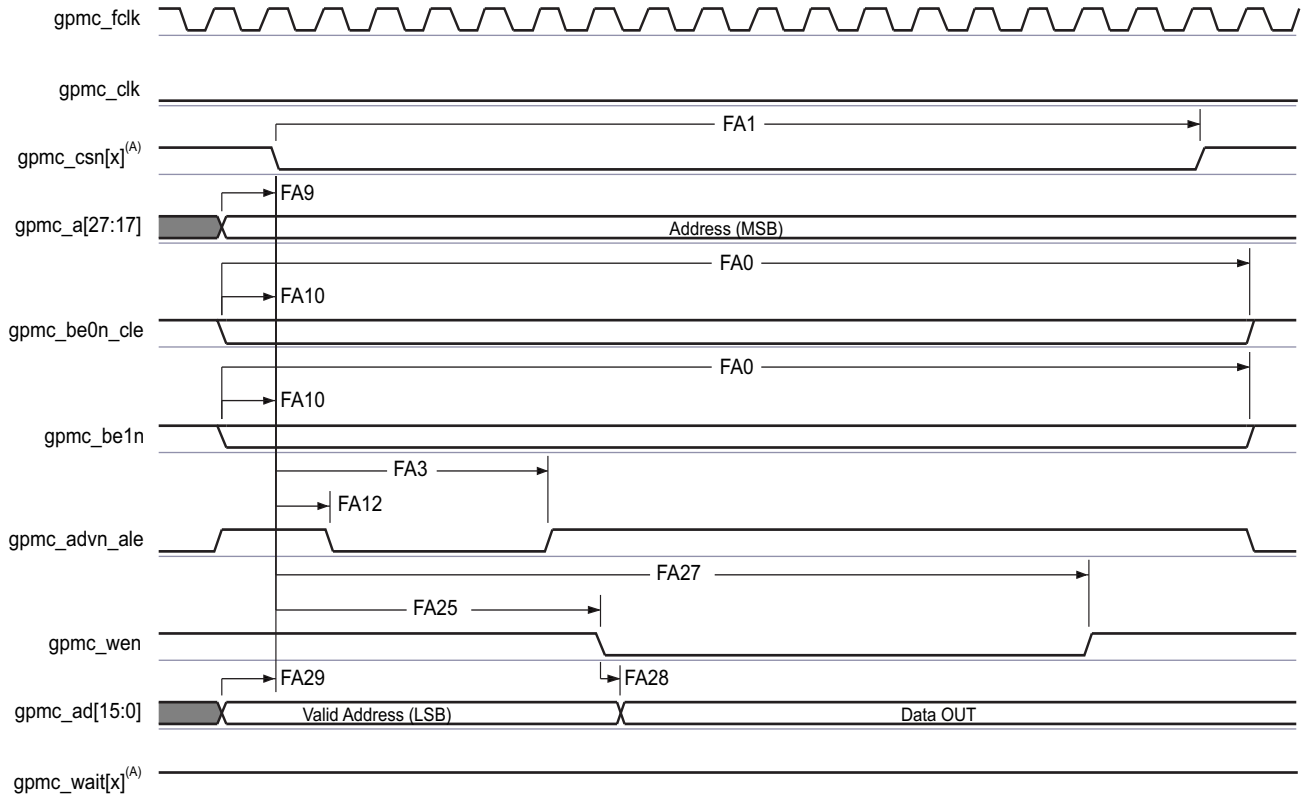 gpmc_fclk
gpmc_clk
FA1
gpmc_csn[x](A)
FA9
gpmc_a[27:17]
Address (MSB)
FA0
FA10
gpmc_be0n_cle
FA0
FA10
gpmc_be1n
FA3
FA12
gpmc_advn_ale
FA27
FA25
gpmc_wen
FA29
FA28
gpmc_ad[15:0]
Valid Address (LSB)
Data OUT
gpmc_wait[x](A)